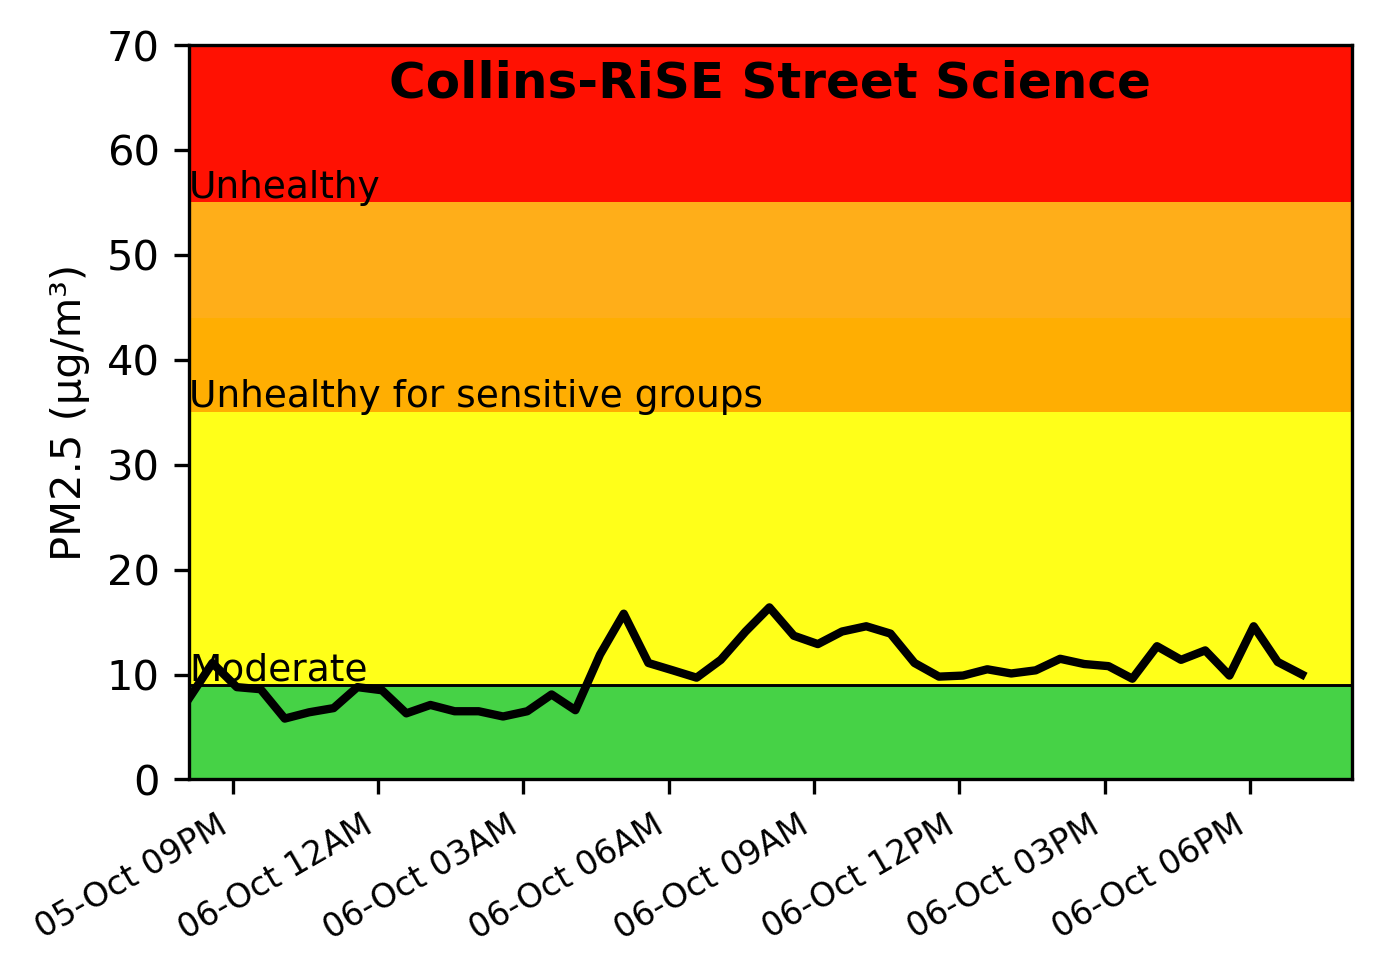 Collins-RiSE Street Science
70
60
Unhealthy
50
40
Unhealthy for sensitive groups
30
20
Moderate
10
0
PM2.5 (µg/m³)
05-Oct 09PM
06-Oct 12AM
06-Oct 03AM
06-Oct 06AM
06-Oct 09AM
06-Oct 12PM
06-Oct 03PM
06-Oct 06PM